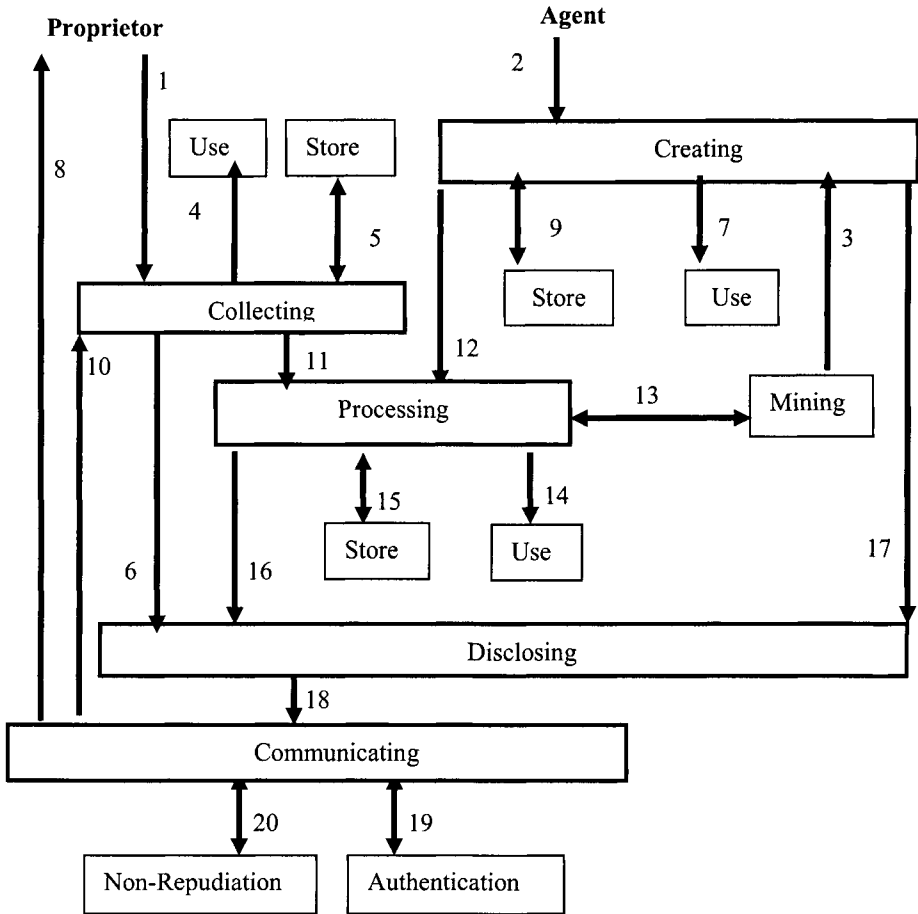 Proprietor
Agent
1
2
Use
Store
Creating
8
4
5
9
7
3
Collecting
Store
Use
10
11
12
Processing
13
Mining
15
14
6
16
Store
Use
17
Disclosing
18
Communicating
20
19
Non-Repudiation
Authentication